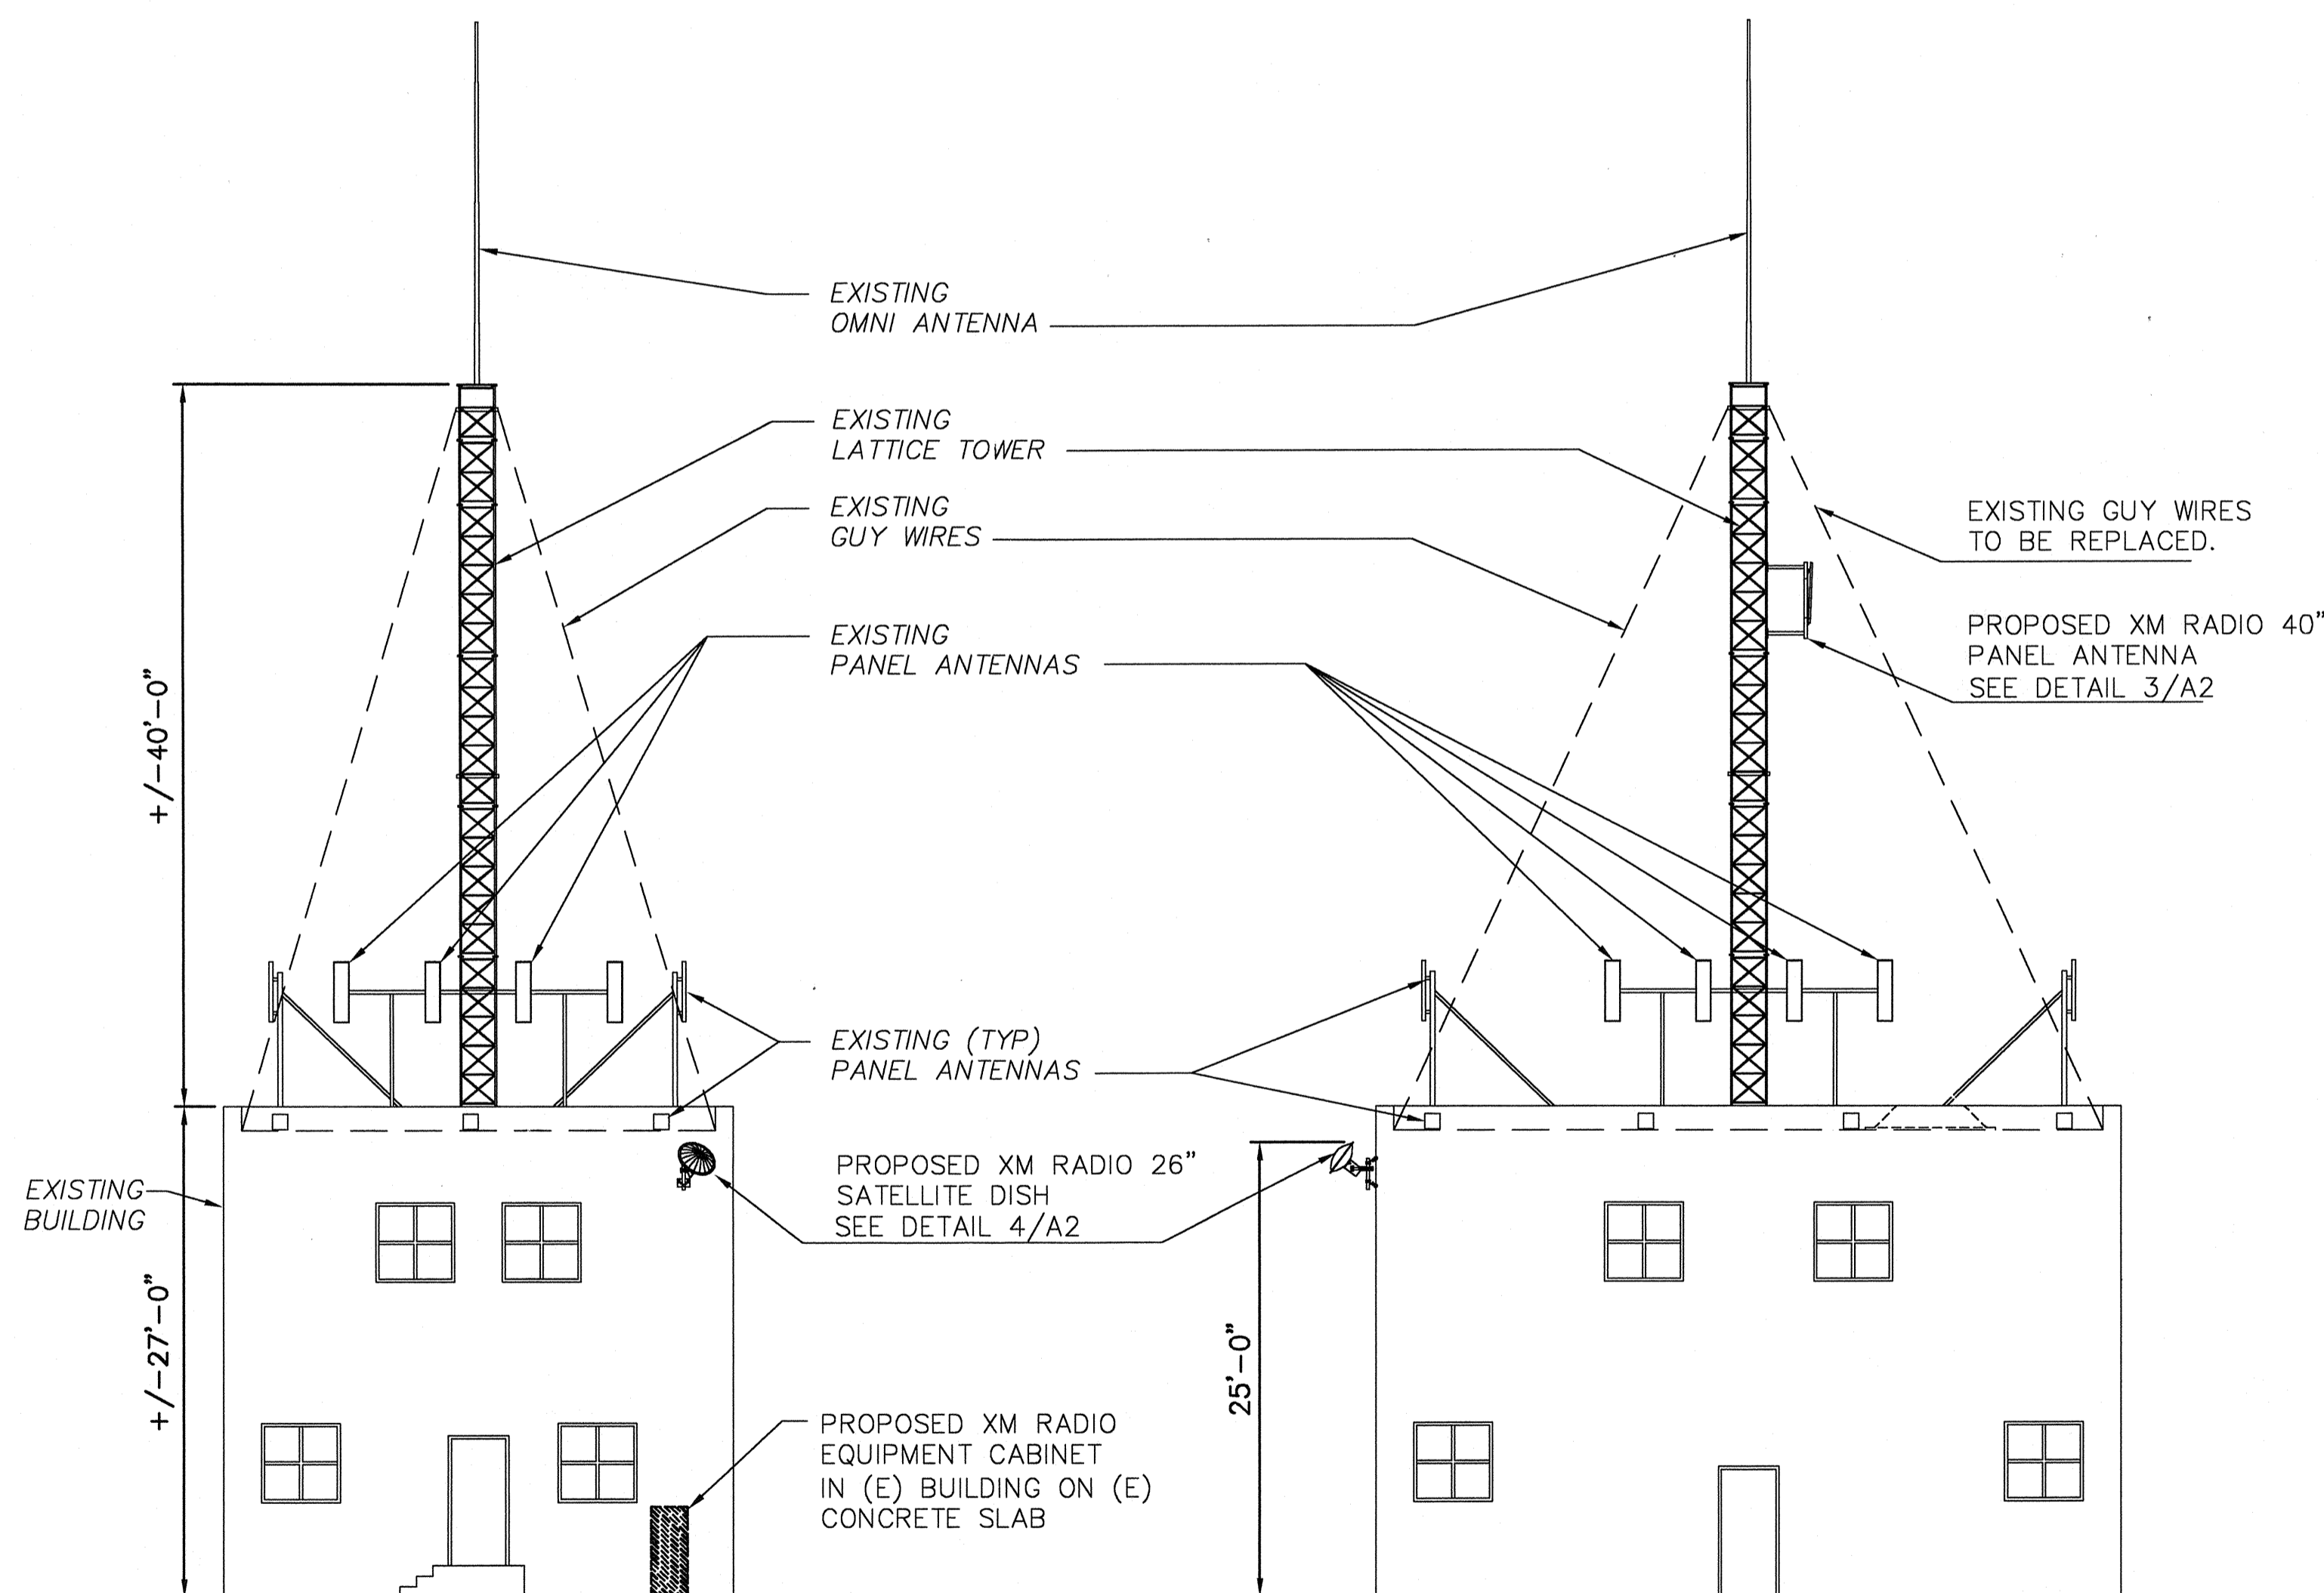 EXISTING
OMNI ANTENNA
EXISTING
LATTICE TOWER
EXISTING
GUY WIRES
EXISTING GUY WIRES
TO BE REPLACED.
EXISTING
PANEL ANTENNAS
PROPOSED XM RADIO 40"
PANEL ANTENNA
SEE DETAIL 3/A2
+/-40'-0"
EXISTING (TYP)
PANEL ANTENNAS
EXISTING
BUILDING
PROPOSED XM RADIO 26"
SATELLITE DISH
SEE DETAIL 4/A2
+/-27'-0"
25'-0"
PROPOSED XM RADIO
EQUIPMENT CABINET
IN (E) BUILDING ON (E)
CONCRETE SLAB